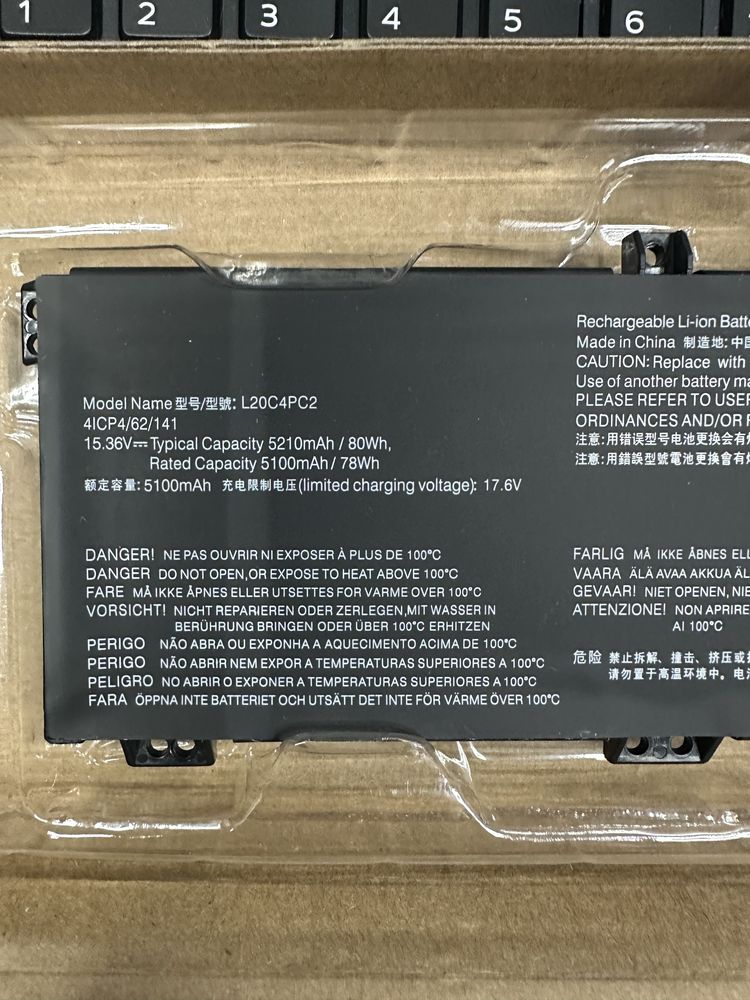 1 2 3 4 5 6
Model Name 型号/型號: L20C4PC2
4ICP4/62/141
15.36V⎓Typical Capacity 5210mAh / 80Wh,
Rated Capacity 5100mAh / 78Wh
额定容量: 5100mAh 充电限制电压(limited charging voltage): 17.6V
Rechargeable Li-ion
Made in China 制造地:
CAUTION: Replace with
Use of another battery
PLEASE REFER TO
ORDINANCES AND/OR
注意: 用错误型号电池更换会有
注意: 用錯誤型號電池更換會有
DANGER! NE PAS OUVRIR NI EXPOSER À PLUS DE 100°C
DANGER DO NOT OPEN,OR EXPOSE TO HEAT ABOVE 100°C
FARE MÅ IKKE ÅPNES ELLER UTSETTES FOR VARME OVER 100°C
VORSICHT! NICHT REPARIEREN ODER ZERLEGEN,MIT WASSER IN
BERÜHRUNG BRINGEN ODER ÜBER 100°C ERHITZEN
PERIGO NÃO ABRA OU EXPONHA A AQUECIMENTO ACIMA DE 100°C
PERIGO NÃO ABRIR NEM EXPOR A TEMPERATURAS SUPERIORES A 100°C
PELIGRO NO ABRIR O EXPONER A TEMPERATURAS SUPERIORES A 100°C
FARA ÖPPNA INTE BATTERIET OCH UTSÄTT DET INTE FÖR VÄRME ÖVER 100°C
FARLIG MÅ IKKE ÅBNES
VAARA ÄLÄ AVAA AKKUA
GEVAAR! NIET OPENEN,
ATTENZIONE! NON APRIRE
AI 100°C
危险 禁止拆解、撞击、挤压或
请勿置于高温环境中。